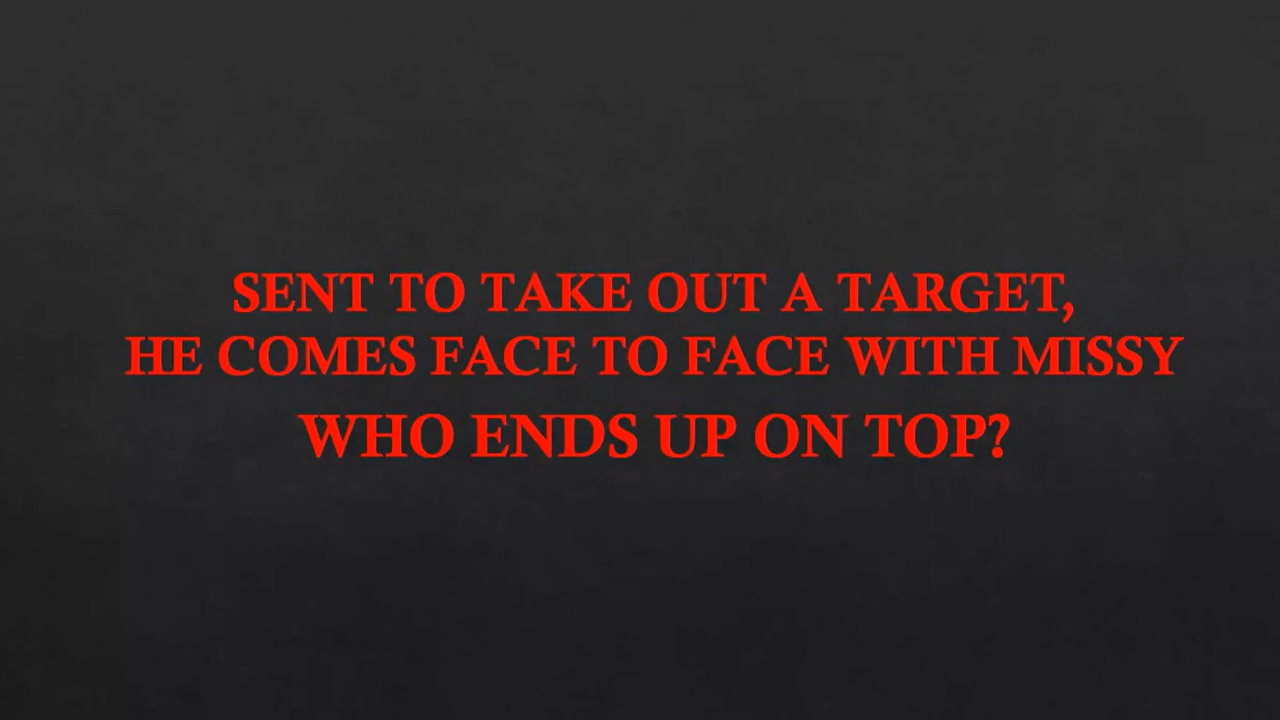 SENT TO TAKE OUT A TARGET,
HE COMES FACE TO FACE WITH MISSY
WHO ENDS UP ON TOP?